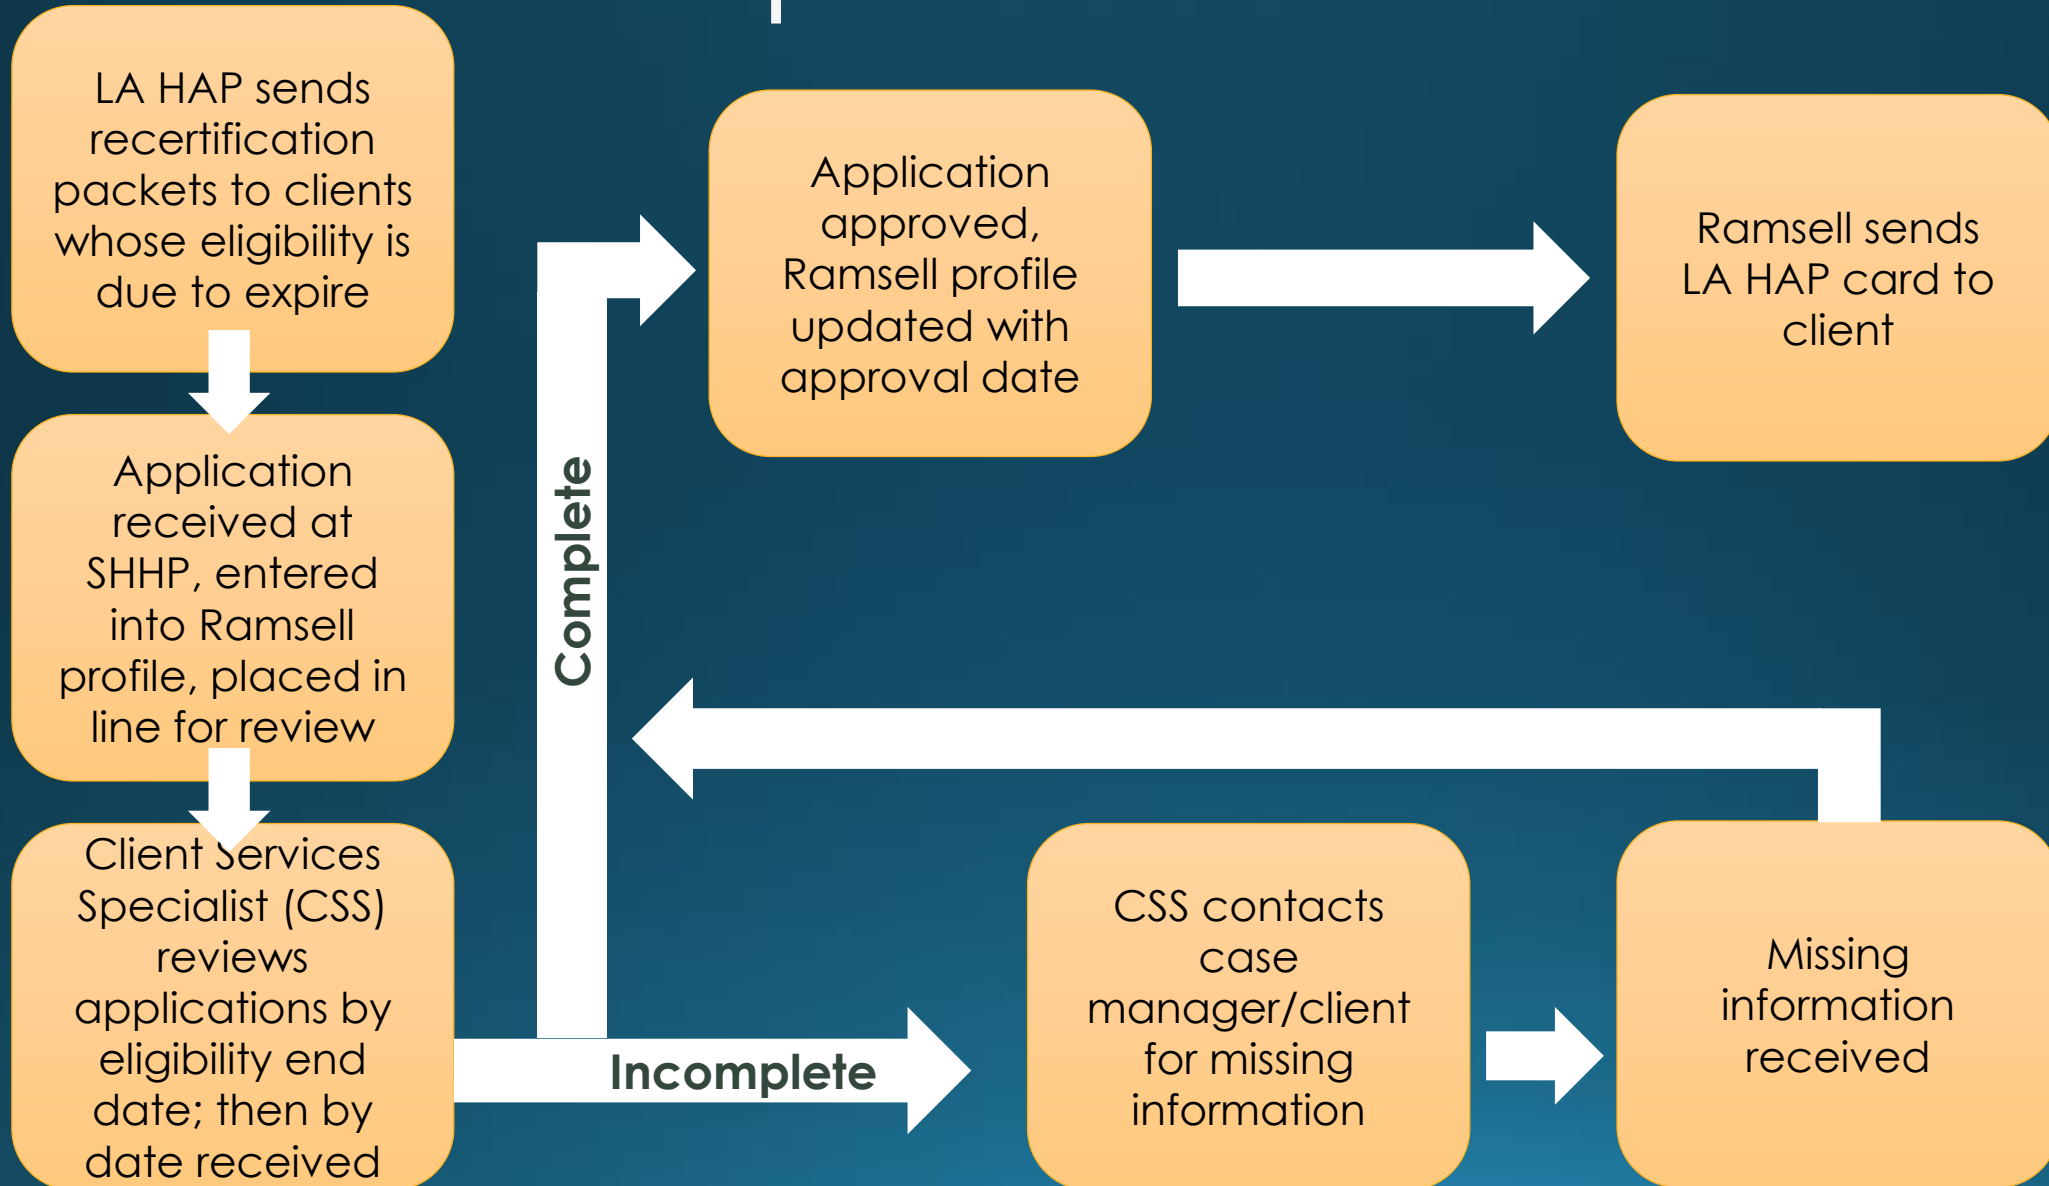 LA HAP sends
recertification
packets to clients
whose eligibility is
due to expire
Application
received at
SHHP, entered
into Ramsell
profile, placed in
line for review
Client Services
Specialist (CSS)
reviews
applications by
eligibility end
date; then by
date received
Complete
Incomplete
Application
approved,
Ramsell profile
updated with
approval date
Ramsell sends
LA HAP card to
client
CSS contacts
case
manager/client
for missing
information
Missing
information
received